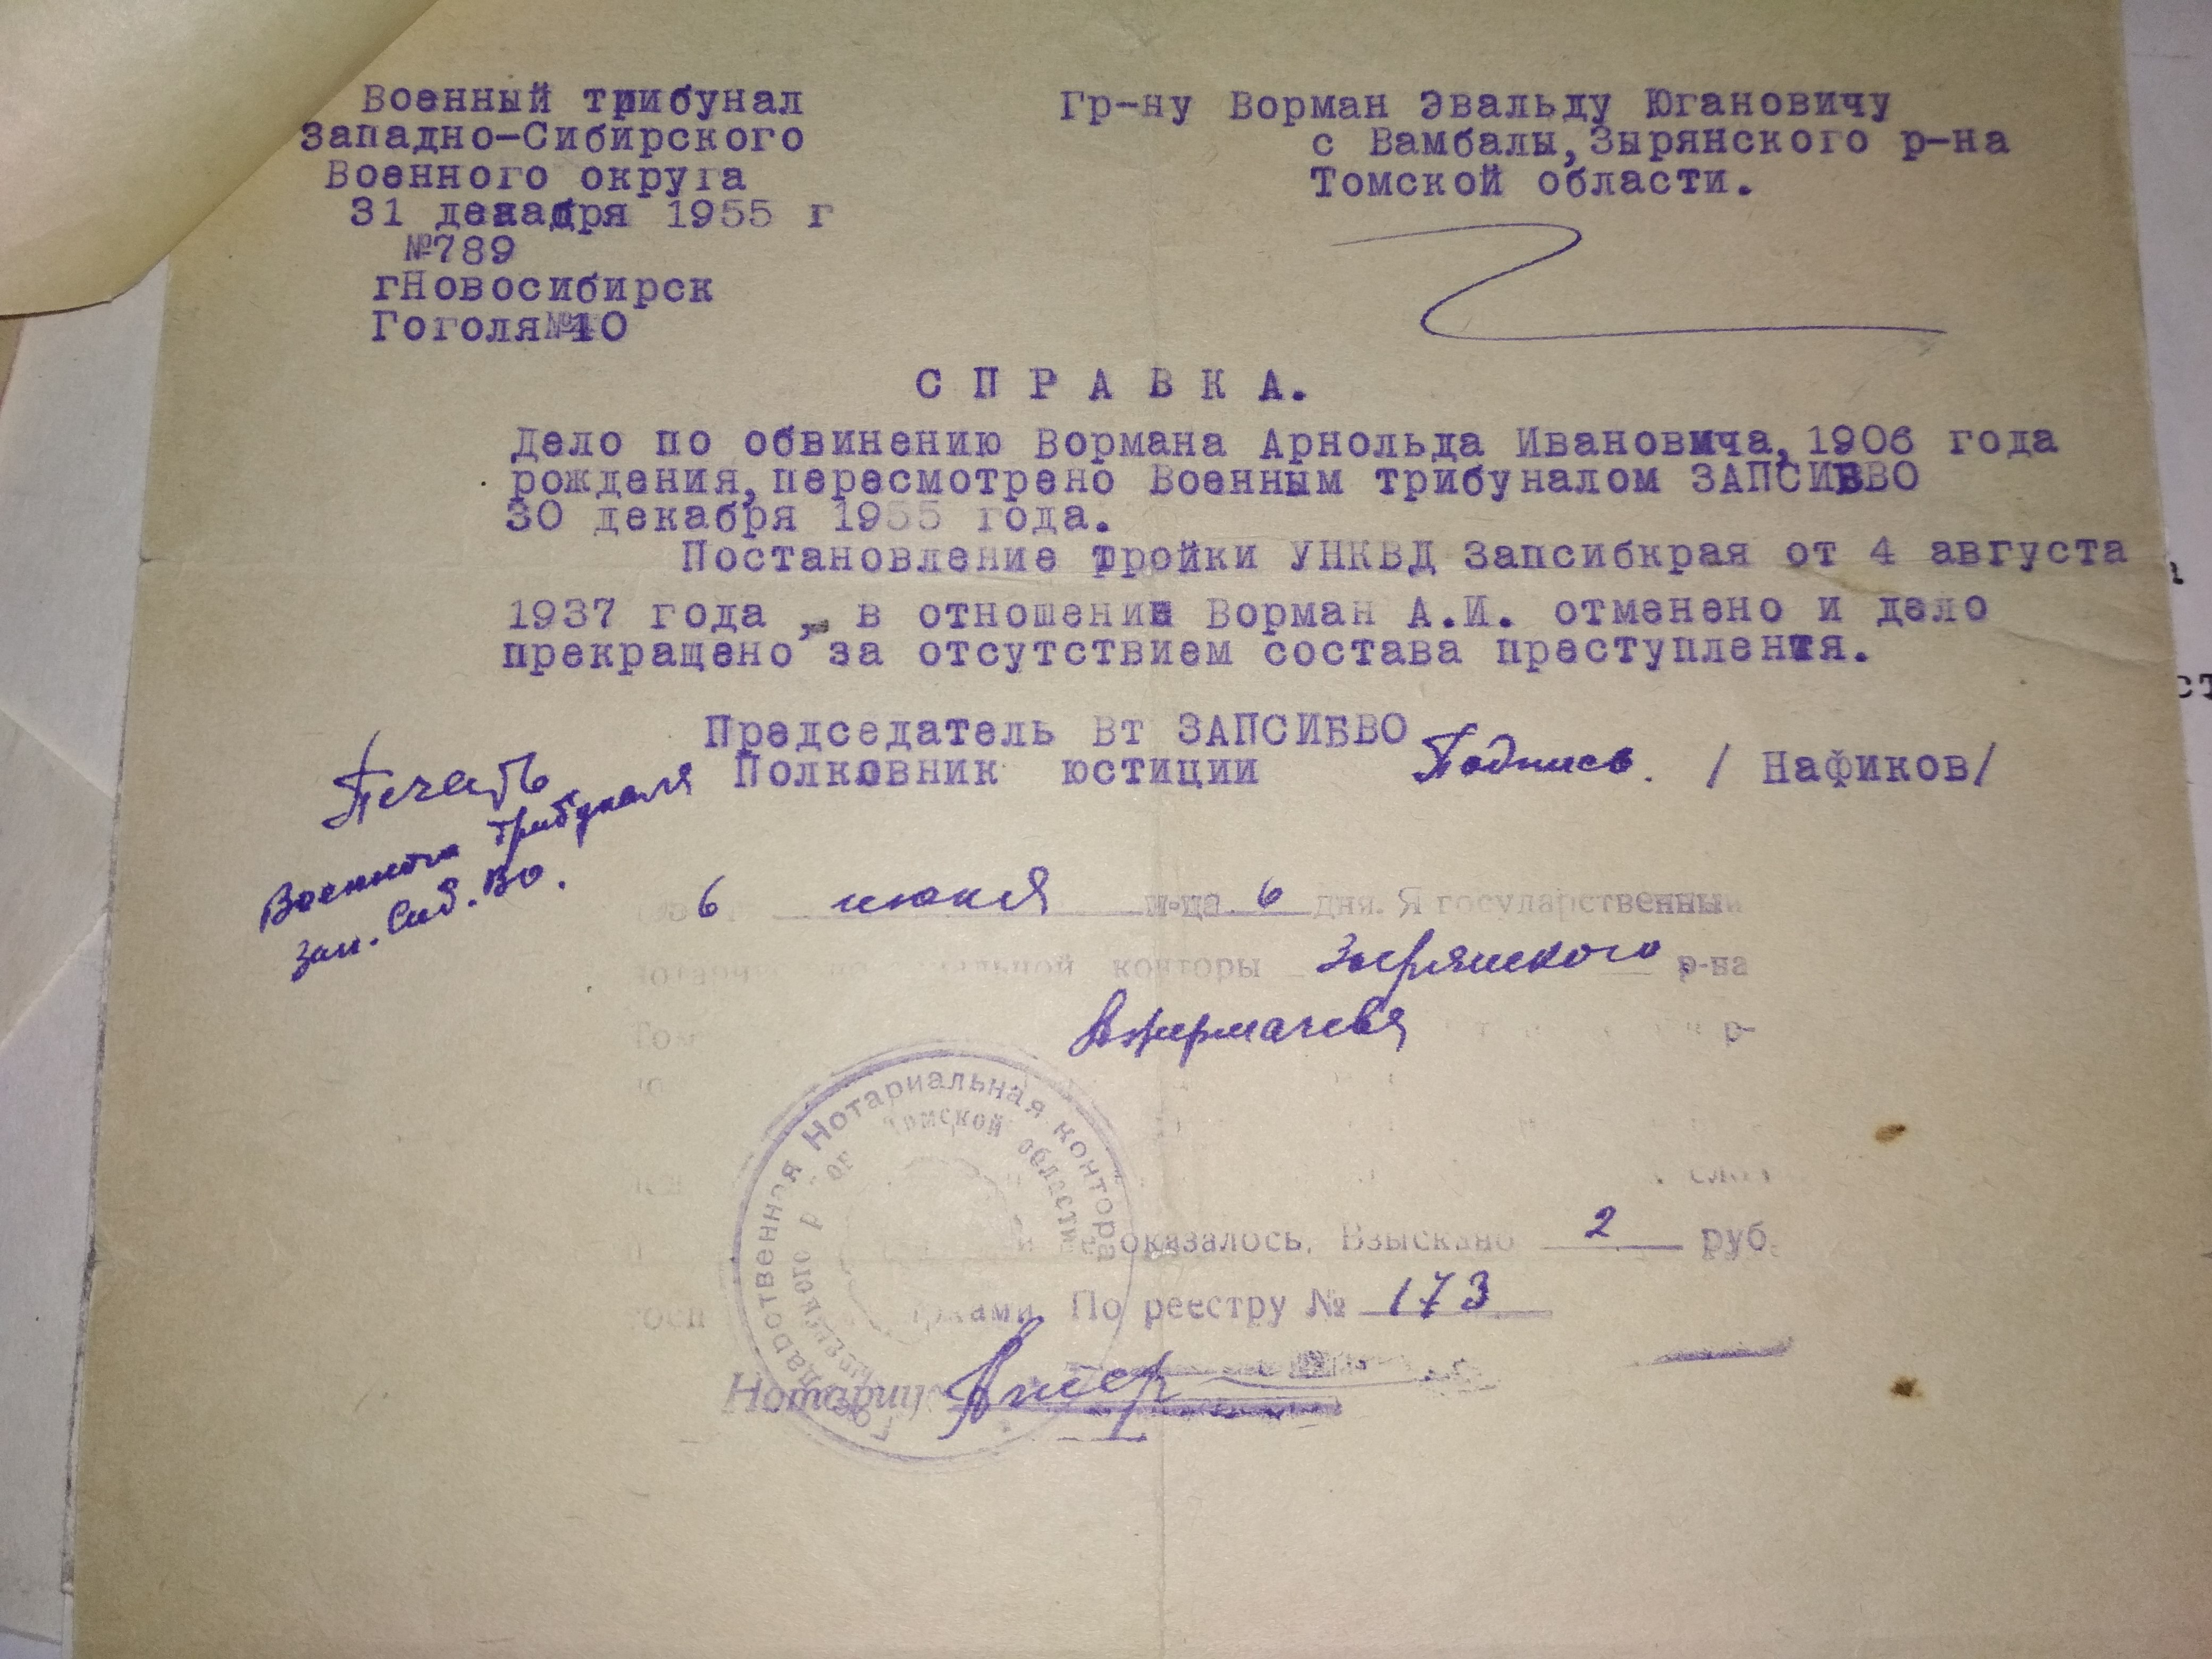 Военный трибунал
Западно-Сибирского
Военного округа
31 декабря 1955 г
№789
гНовосибирск
Гоголя№40
Гр-ну Ворман Эвальду Югановичу
с Вамбалы,Зырянского р-на
Томской области.
СПРАВКА.
Дело по обвинению Вормана Арнольда Ивановича, 1906 года
рождения, пересмотрено Военным трибуналом ЗАПСИБВО
30 декабря 1955 года.
Постановление тройки УНКВД Запсибкрая от 4 августа
1937 года , в отношении Ворман А.И. отменено и дело
прекращено за отсутствием состава преступления.
Председатель Вт ЗАПСИБВО
Полковник юстиции Подпись. / Нафиков/
Печать
Военного трибунала
Зап. Сиб. ВО.
6 июня м-ца 6 дня. Я государственный
конторы Зырянского р-на
р-
оказалось. Взыскано 2 руб.
По реестру № 173
Нотариус
Государственная Нотариальная контора
Томской области